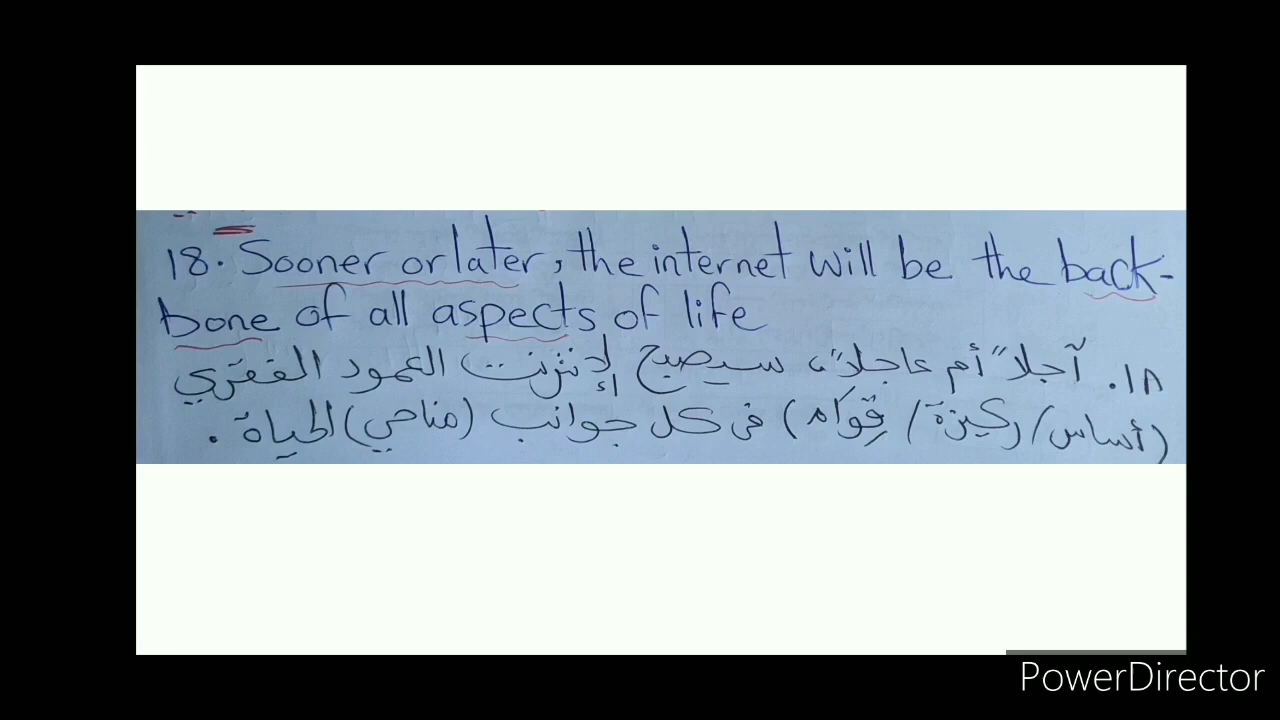 18. Sooner or later, the internet will be the back-
bone of all aspects of life
١٨. آجلاً أم عاجلاً، سيصبح الإنترنت العمود الفقري
(أساس/ ركيزة/ قِوَام) فى كل جوانب (مناحي) الحياة.
PowerDirector